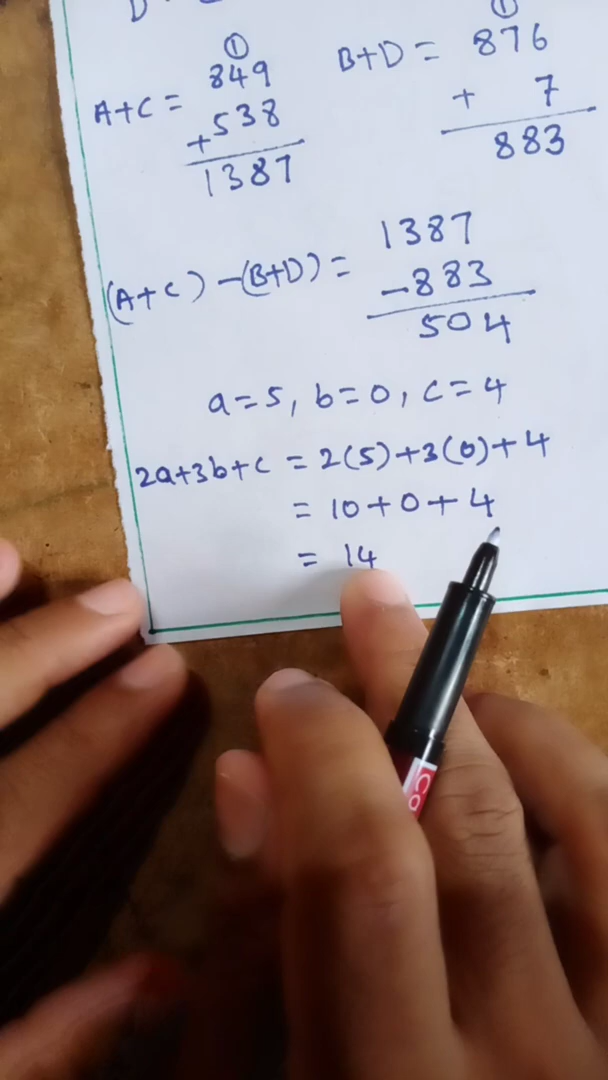 D
① ①
A+C = 849 B+D = 876
+538 + 7
1387 883
(A+C) -(B+D) = 1387
-883
504
a=5, b=0, c=4
2a+3b+c = 2(5)+3(0)+4
= 10+0+4
= 14
Co